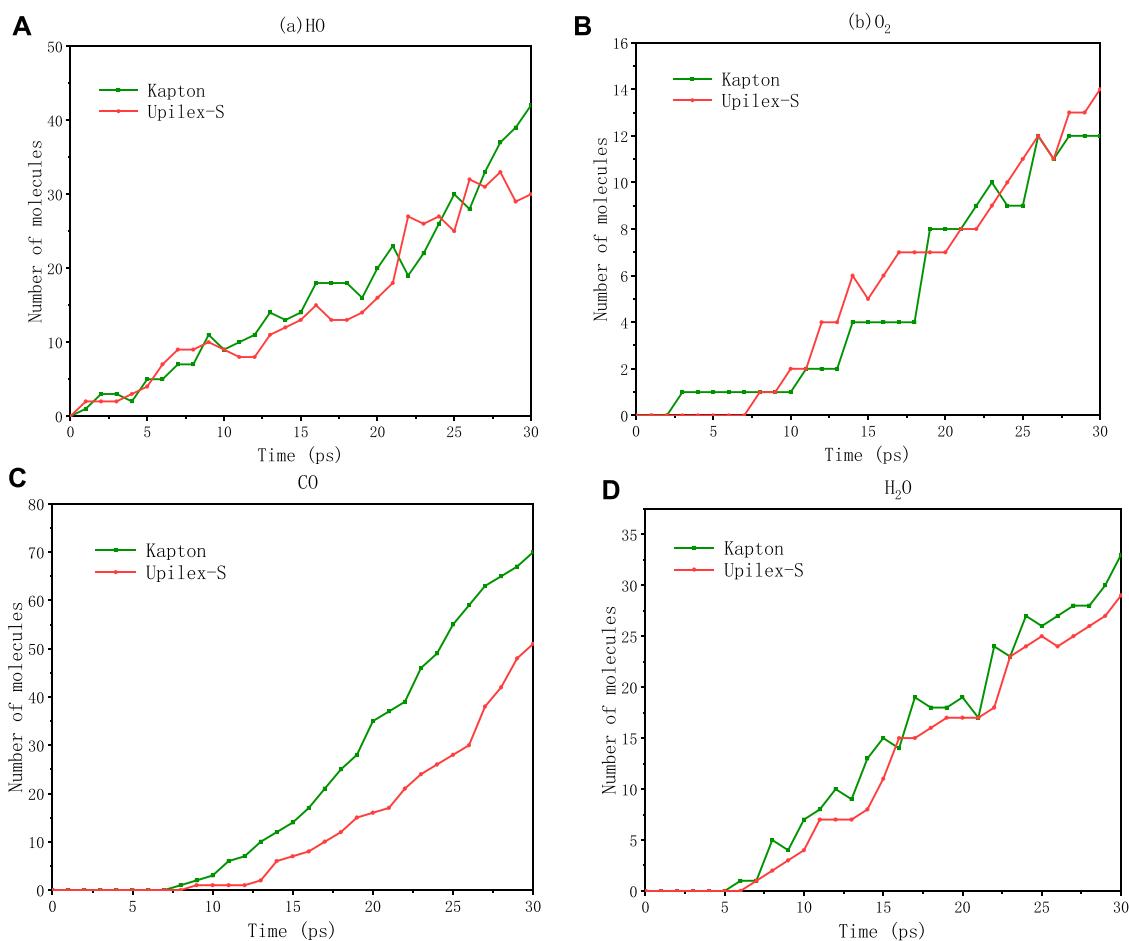 A
(a)HO
Kapton
Upilex-S
Number of molecules
50
40
30
20
10
0
0 5 10 15 20 25 30
Time (ps)
B
(b)O₂
Kapton
Upilex-S
Number of molecules
16
14
12
10
8
6
4
2
0
0 5 10 15 20 25 30
Time (ps)
C
CO
Kapton
Upilex-S
Number of molecules
80
70
60
50
40
30
20
10
0
0 5 10 15 20 25 30
Time (ps)
D
H₂O
Kapton
Upilex-S
Number of molecules
35
30
25
20
15
10
5
0
0 5 10 15 20 25 30
Time (ps)